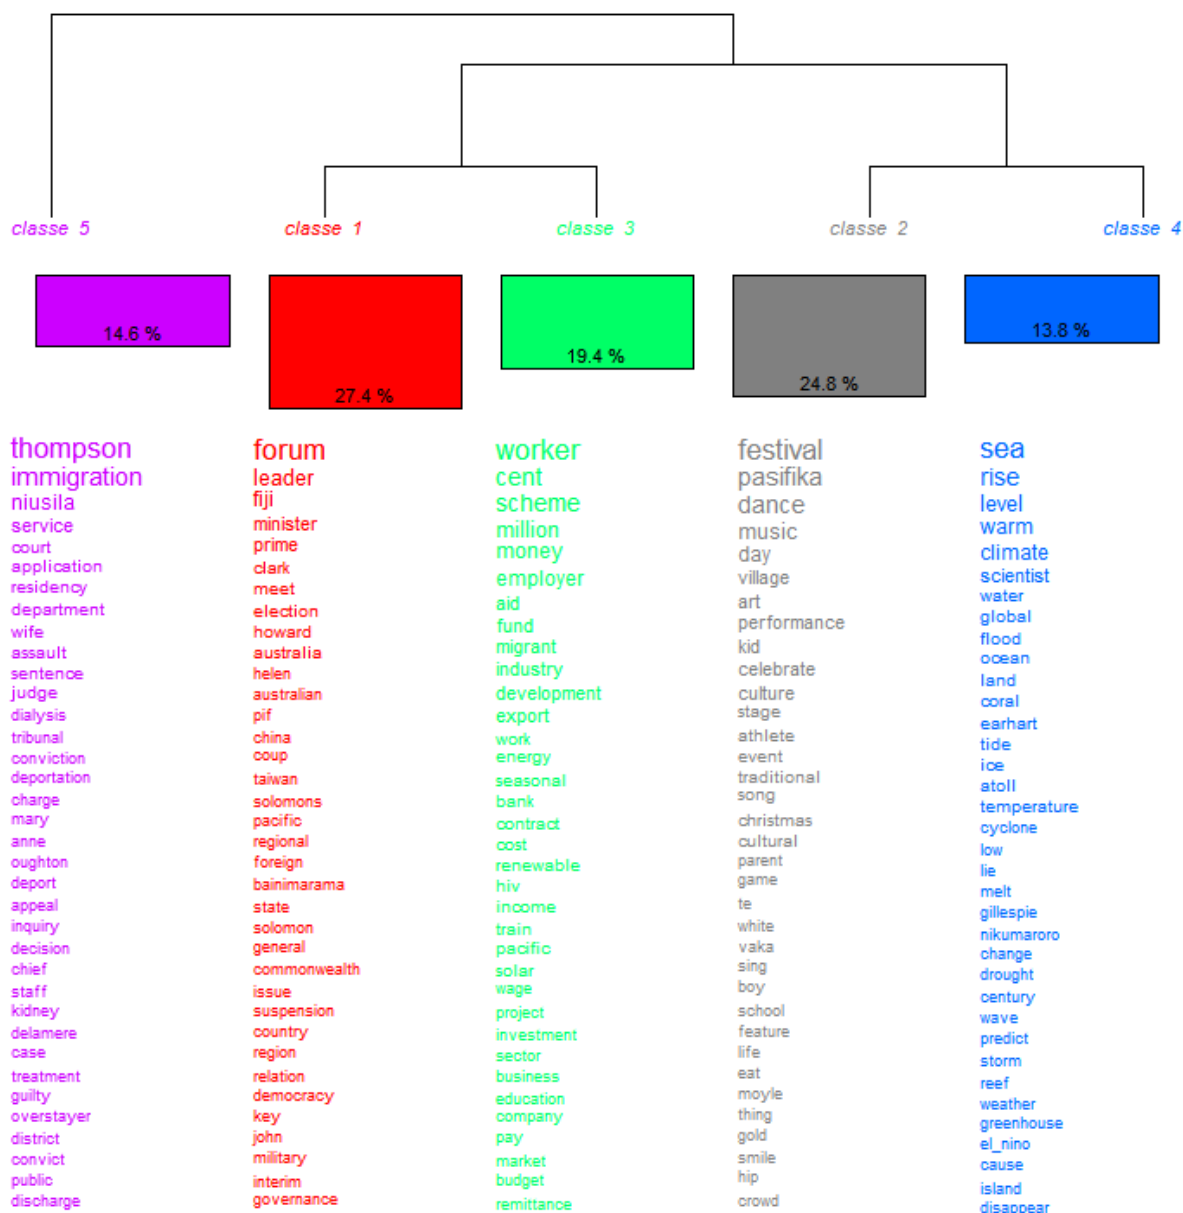 classe 5
classe 1
classe 3
classe 2
classe 4
14.6 %
27.4 %
19.4 %
24.8 %
13.8 %
thompson
immigration
niusila
service
court
application
residency
department
wife
assault
sentence
judge
dialysis
tribunal
conviction
deportation
charge
mary
anne
oughton
deport
appeal
inquiry
decision
chief
staff
kidney
delamere
case
treatment
guilty
overstayer
district
convict
public
discharge
forum
leader
fiji
minister
prime
clark
meet
election
howard
australia
helen
australian
pif
china
coup
taiwan
solomons
pacific
regional
foreign
bainimarama
state
solomon
general
commonwealth
issue
suspension
country
region
relation
democracy
key
john
military
interim
governance
worker
cent
scheme
million
money
employer
aid
fund
migrant
industry
development
export
work
energy
seasonal
bank
contract
cost
renewable
hiv
income
train
pacific
solar
wage
project
investment
sector
business
education
company
pay
market
budget
remittance
festival
pasifika
dance
music
day
village
art
performance
kid
celebrate
culture
stage
athlete
event
traditional
song
christmas
cultural
parent
game
te
white
vaka
sing
boy
school
feature
life
eat
moyle
thing
gold
smile
hip
crowd
sea
rise
level
warm
climate
scientist
water
global
flood
ocean
land
coral
earhart
tide
ice
atoll
temperature
cyclone
low
lie
melt
gillespie
nikumaroro
change
drought
century
wave
predict
storm
reef
weather
greenhouse
el_nino
cause
island
disappear